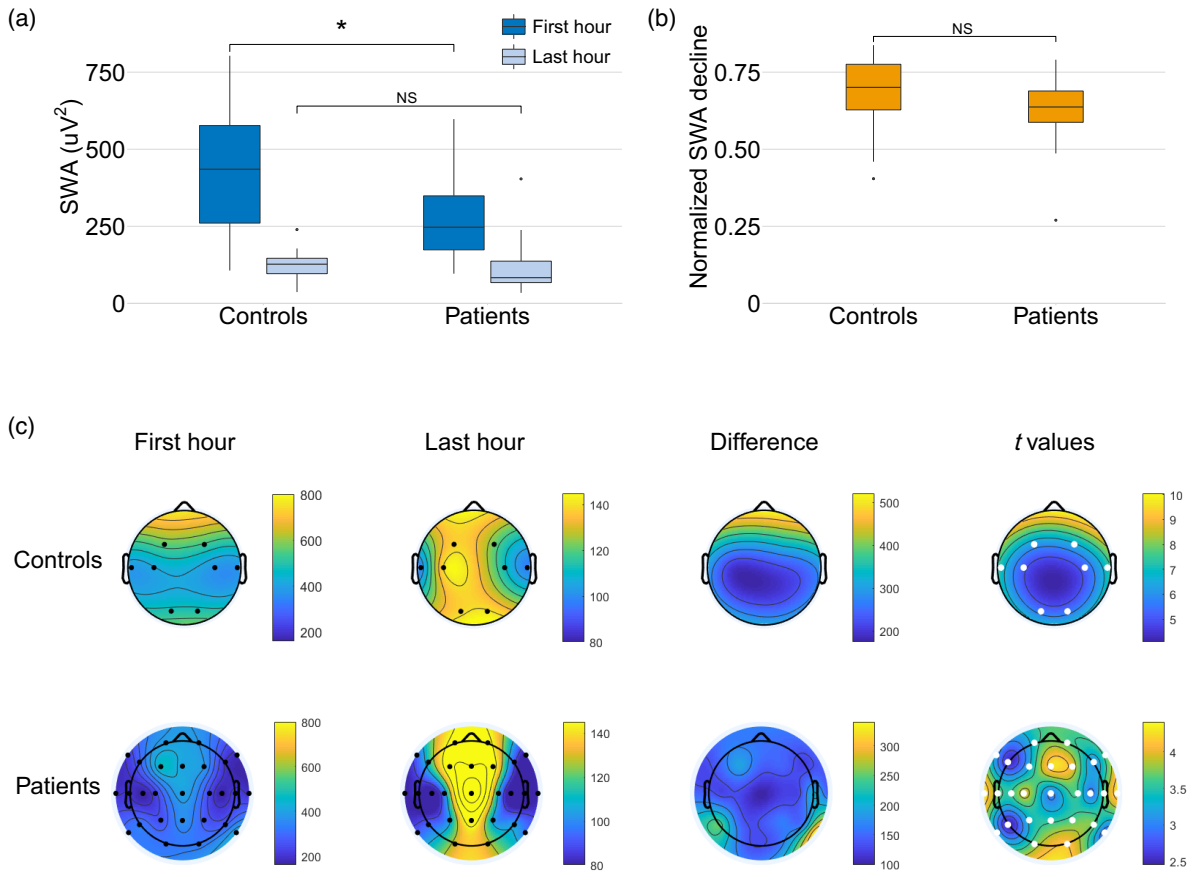 (a)
*
First hour
Last hour
NS
SWA (uV²)
750
500
250
0
Controls
Patients
(b)
NS
Normalized SWA decline
0.75
0.50
0.25
0
Controls
Patients
(c)
First hour
Last hour
Difference
t values
Controls
800
600
400
200
140
120
100
80
500
400
300
200
10
9
8
7
6
5
Patients
800
600
400
200
140
120
100
80
300
250
200
150
100
4
3.5
3
2.5